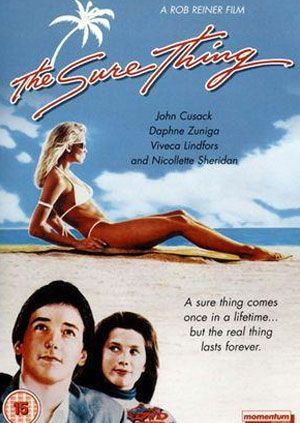 A ROB REINER FILM
The Sure Thing
John Cusack
Daphne Zuniga
Viveca Lindfors
and Nicollette Sheridan
A sure thing comes
once in a lifetime...
but the real thing
lasts forever.
15
momentum